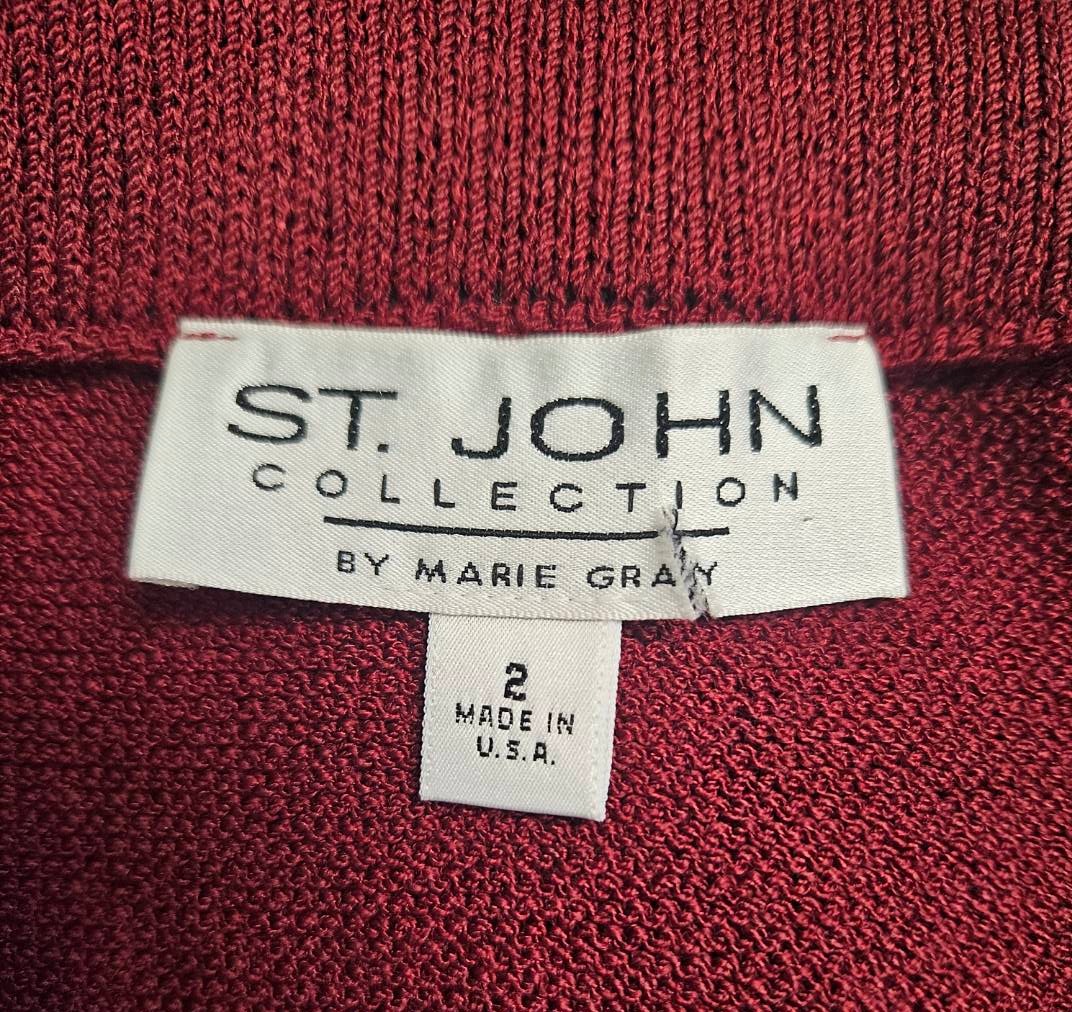 ST. JOHN
COLLECTION
BY MARIE GRAY
2
MADE IN
U.S.A.